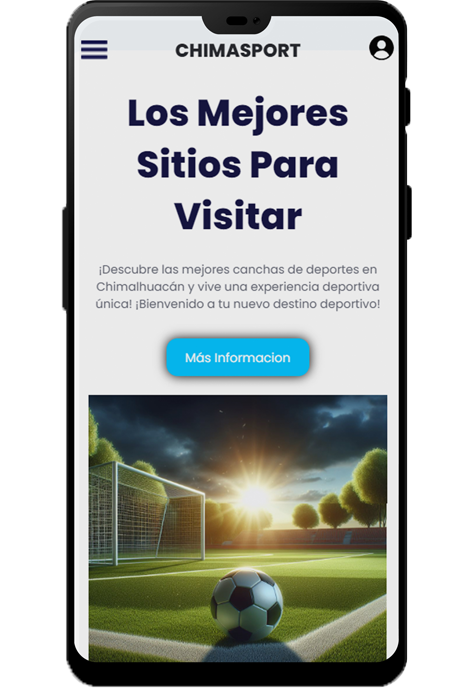 CHIMASPORT
Los Mejores
Sitios Para
Visitar
¡Descubre las mejores canchas de deportes en
Chimalhuacán y vive una experiencia deportiva
única! ¡Bienvenido a tu nuevo destino deportivo!
Más Informacion